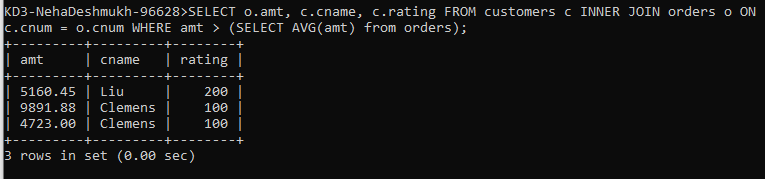 KD3-NehaDeshmukh-96628>SELECT o.amt, c.cname, c.rating FROM customers c INNER JOIN orders o ON
c.cnum = o.cnum WHERE amt > (SELECT AVG(amt) from orders);
+---------+---------+--------+
| amt     | cname   | rating |
+---------+---------+--------+
| 5160.45 | Liu     |    200 |
| 9891.88 | Clemens |    100 |
| 4723.00 | Clemens |    100 |
+---------+---------+--------+
3 rows in set (0.00 sec)